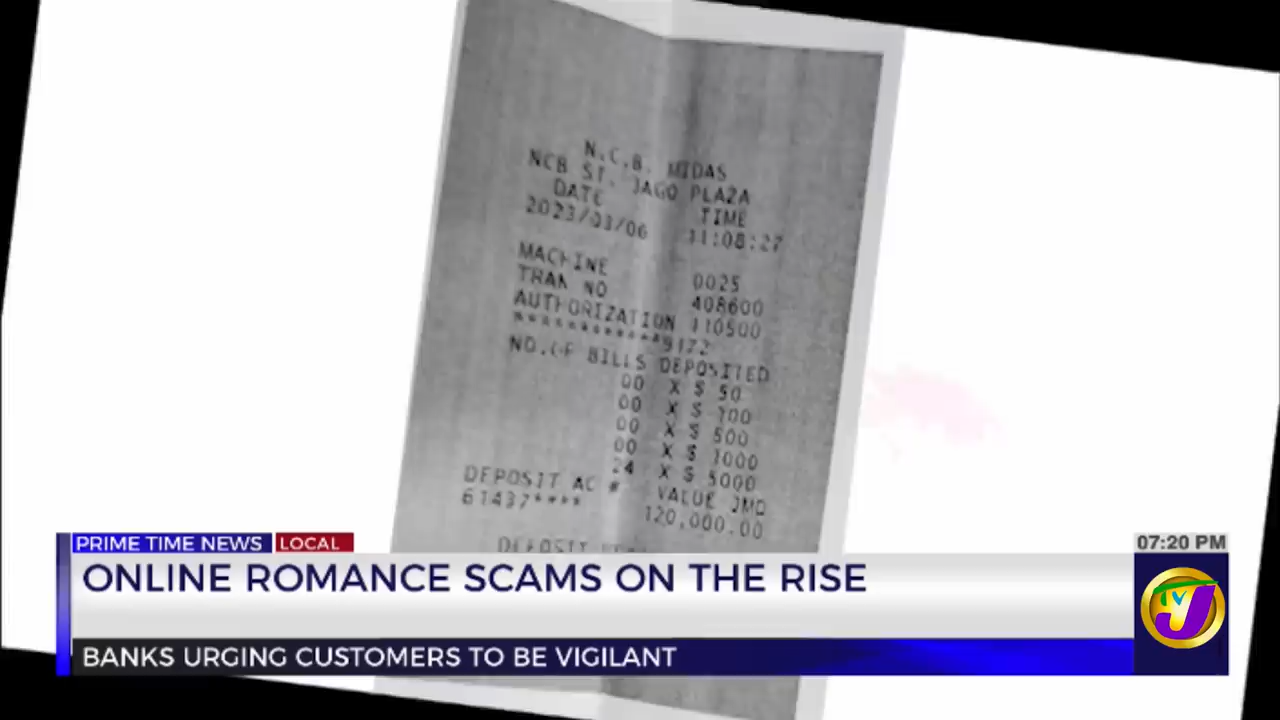 N.C.B. MIDAS
NCB ST. JAGO PLAZA
DATE TIME
2023/03/06 11:08:27
MACHINE 0025
TRAN NO 408600
AUTHORIZATION 110500
************9172
NO.OF BILLS DEPOSITED
00 X $ 50
00 X $ 100
00 X $ 500
00 X $ 1000
24 X $ 5000
DEPOSIT AC # VALUE JMD
61437**** 120,000.00
DEPOSIT
PRIME TIME NEWS LOCAL
07:20 PM
ONLINE ROMANCE SCAMS ON THE RISE
TVJ
BANKS URGING CUSTOMERS TO BE VIGILANT